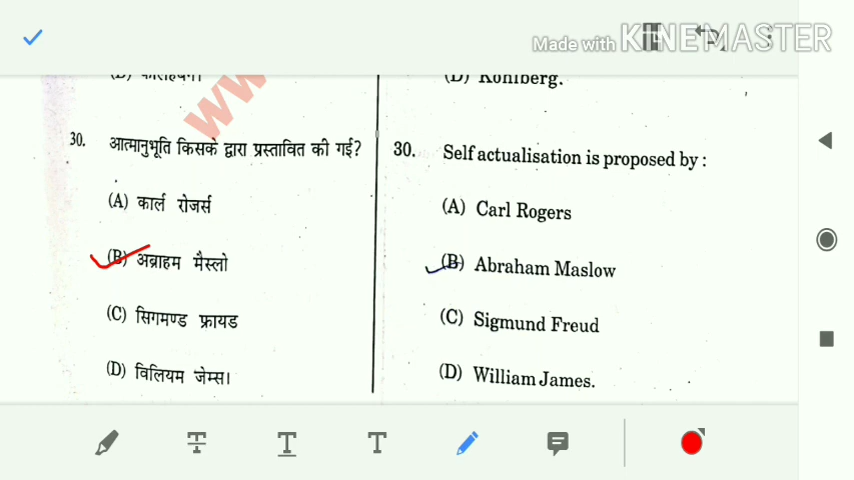 Made with KINEMASTER
(D) Kohlberg.
30. आत्मानुभूति किसके द्वारा प्रस्तावित की गई?
(A) कार्ल रोजर्स
(B) अब्राहम मैस्लो
(C) सिगमण्ड फ्रायड
(D) विलियम जेम्स।
30. Self actualisation is proposed by :
(A) Carl Rogers
(B) Abraham Maslow
(C) Sigmund Freud
(D) William James.
T
T
T